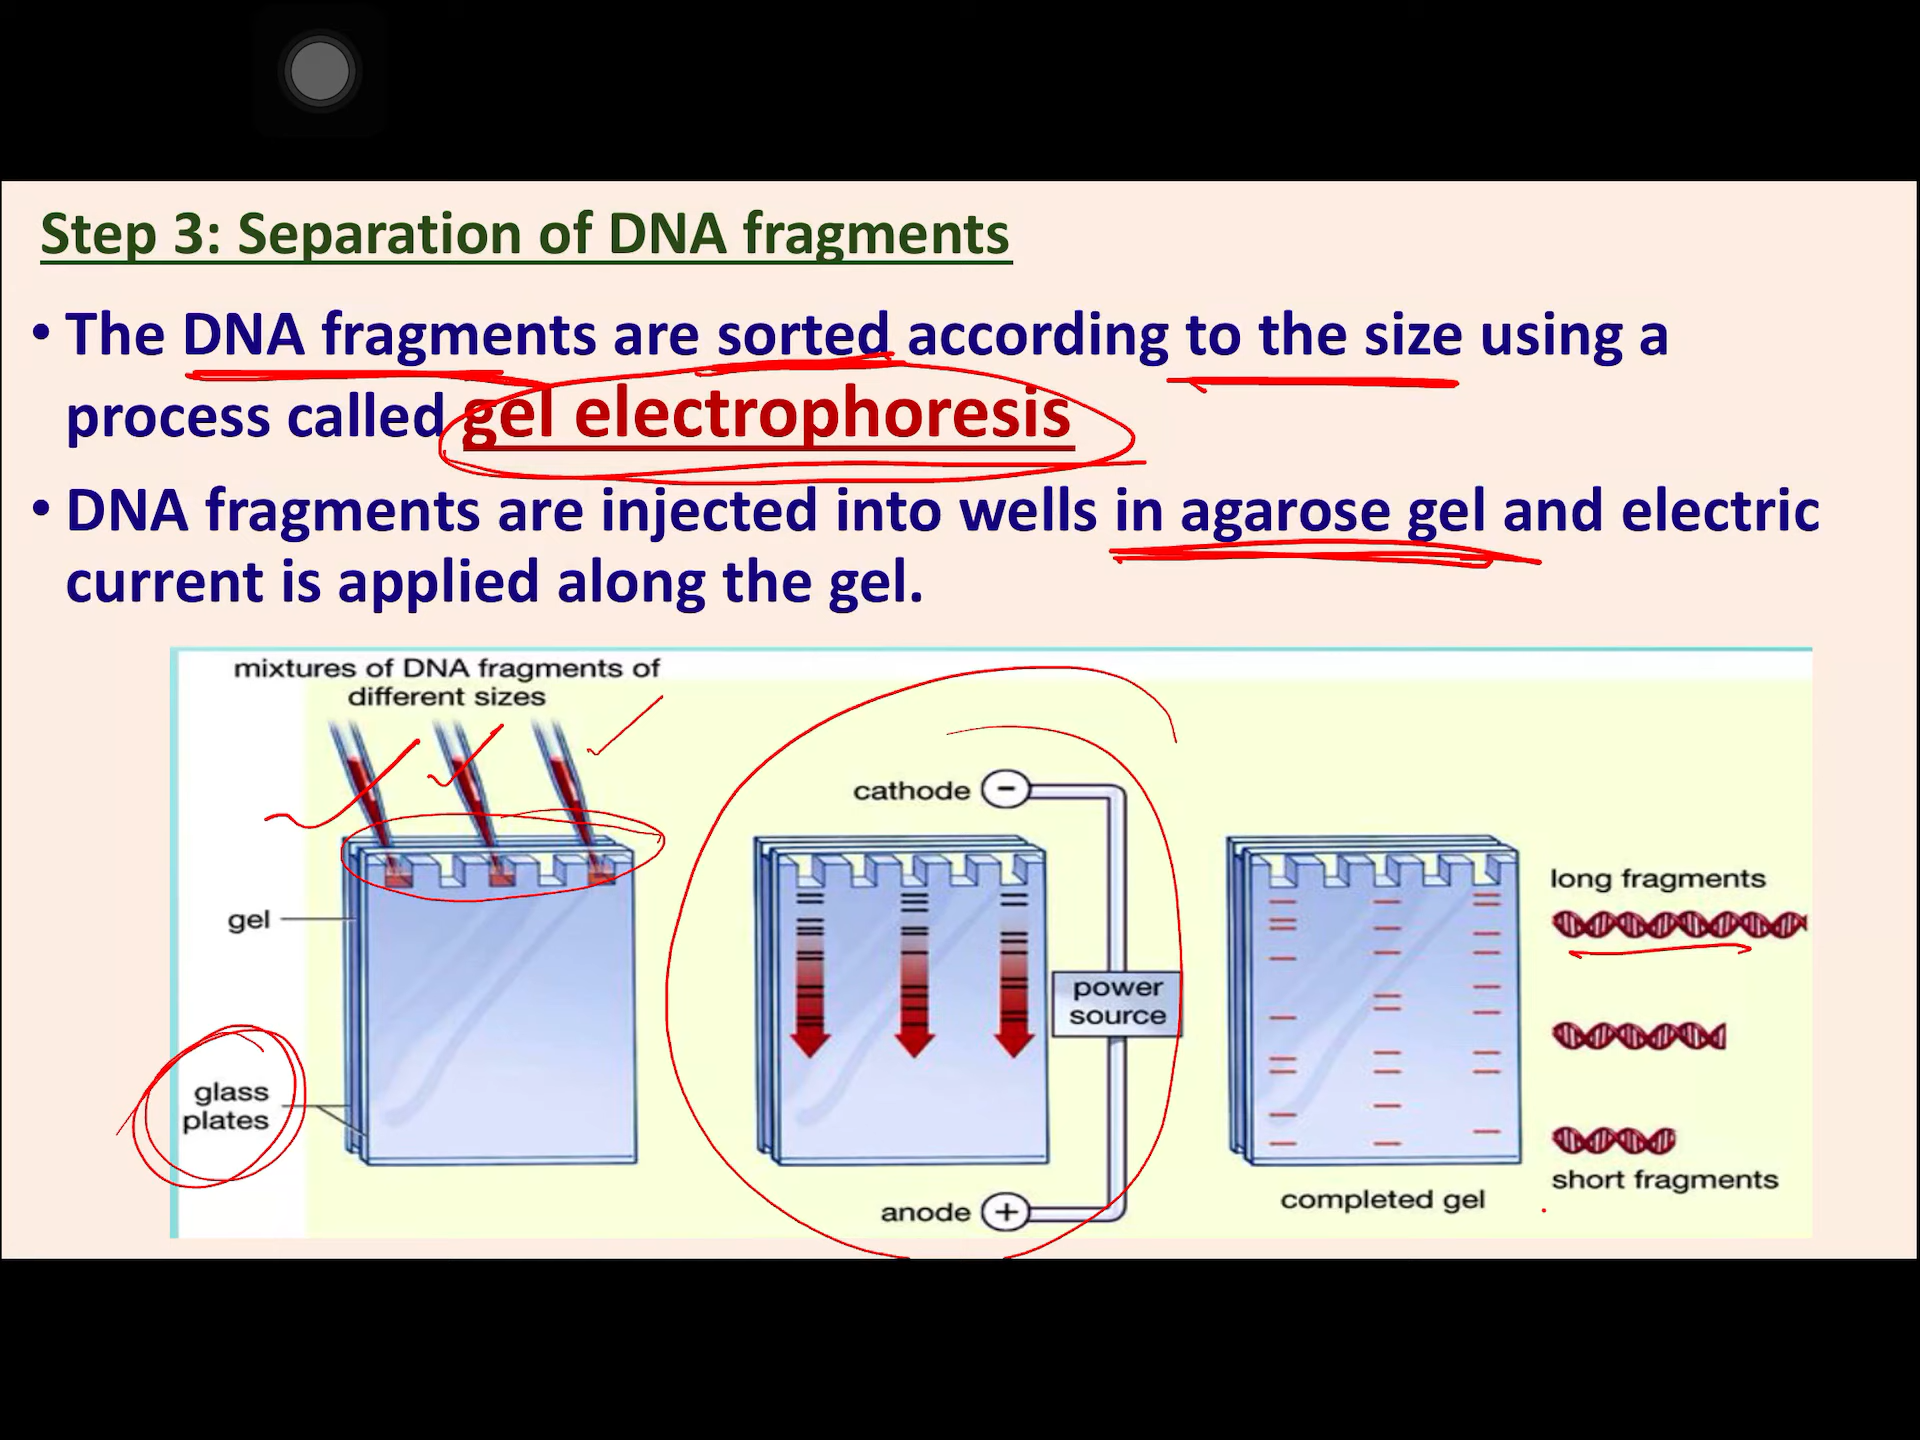 Step 3: Separation of DNA fragments
• The DNA fragments are sorted according to the size using a
process called gel electrophoresis
• DNA fragments are injected into wells in agarose gel and electric
current is applied along the gel.
mixtures of DNA fragments of
different sizes
gel
glass
plates
cathode −
power
source
anode +
completed gel
long fragments
short fragments